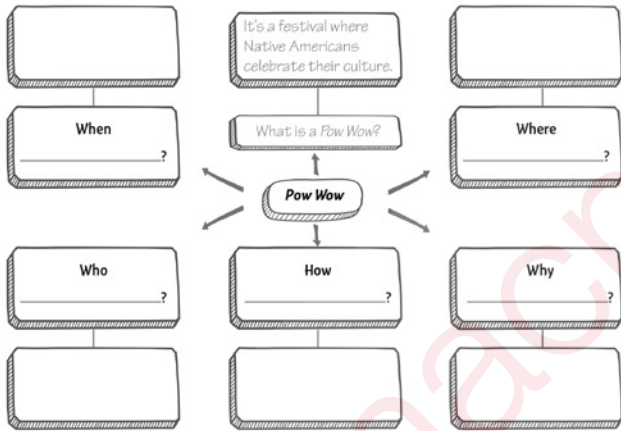 It's a festival where
Native Americans
celebrate their culture.
When
?
What is a Pow Wow?
Where
?
Pow Wow
Who
?
How
?
Why
?